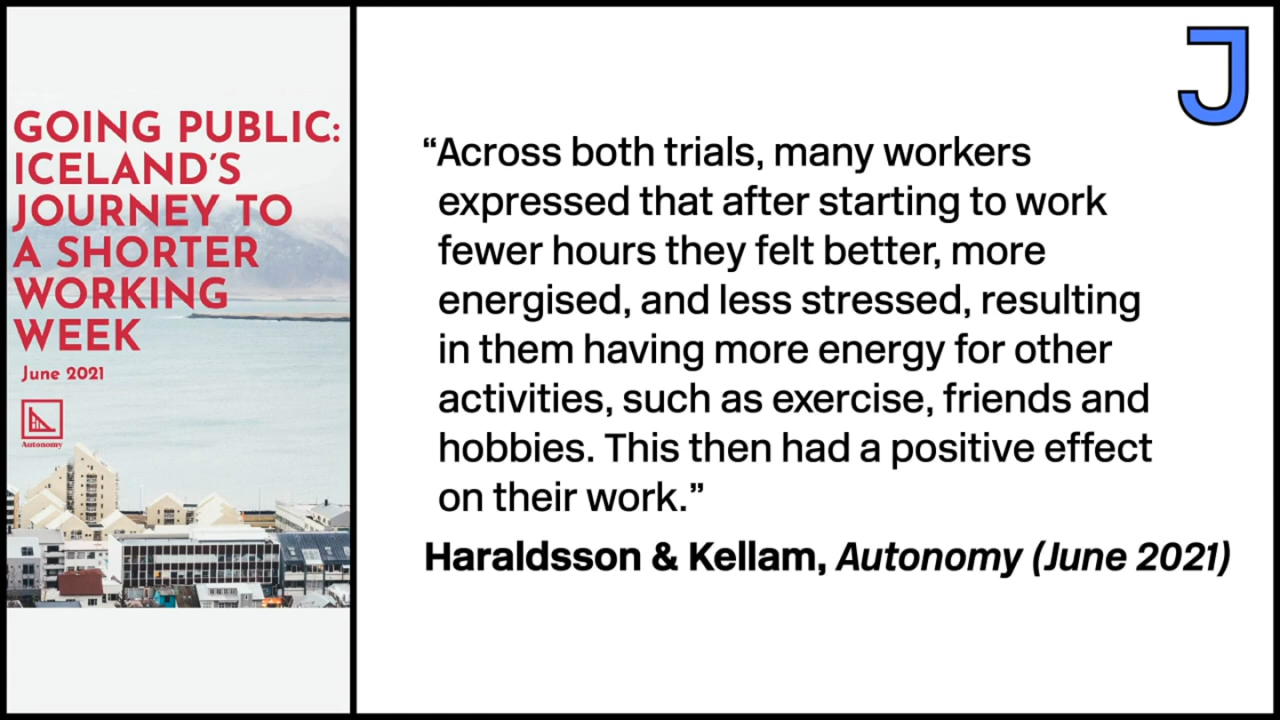 GOING PUBLIC:
ICELAND'S
JOURNEY TO
A SHORTER
WORKING
WEEK
June 2021
Autonomy
J
“Across both trials, many workers
expressed that after starting to work
fewer hours they felt better, more
energised, and less stressed, resulting
in them having more energy for other
activities, such as exercise, friends and
hobbies. This then had a positive effect
on their work.”
Haraldsson & Kellam, Autonomy (June 2021)